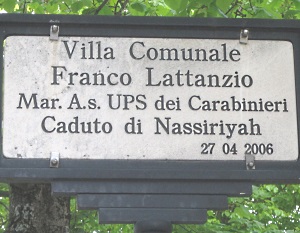 Villa Comunale
Franco Lattanzio
Mar. A.s. UPS dei Carabinieri
Caduto di Nassiriyah
27 04 2006